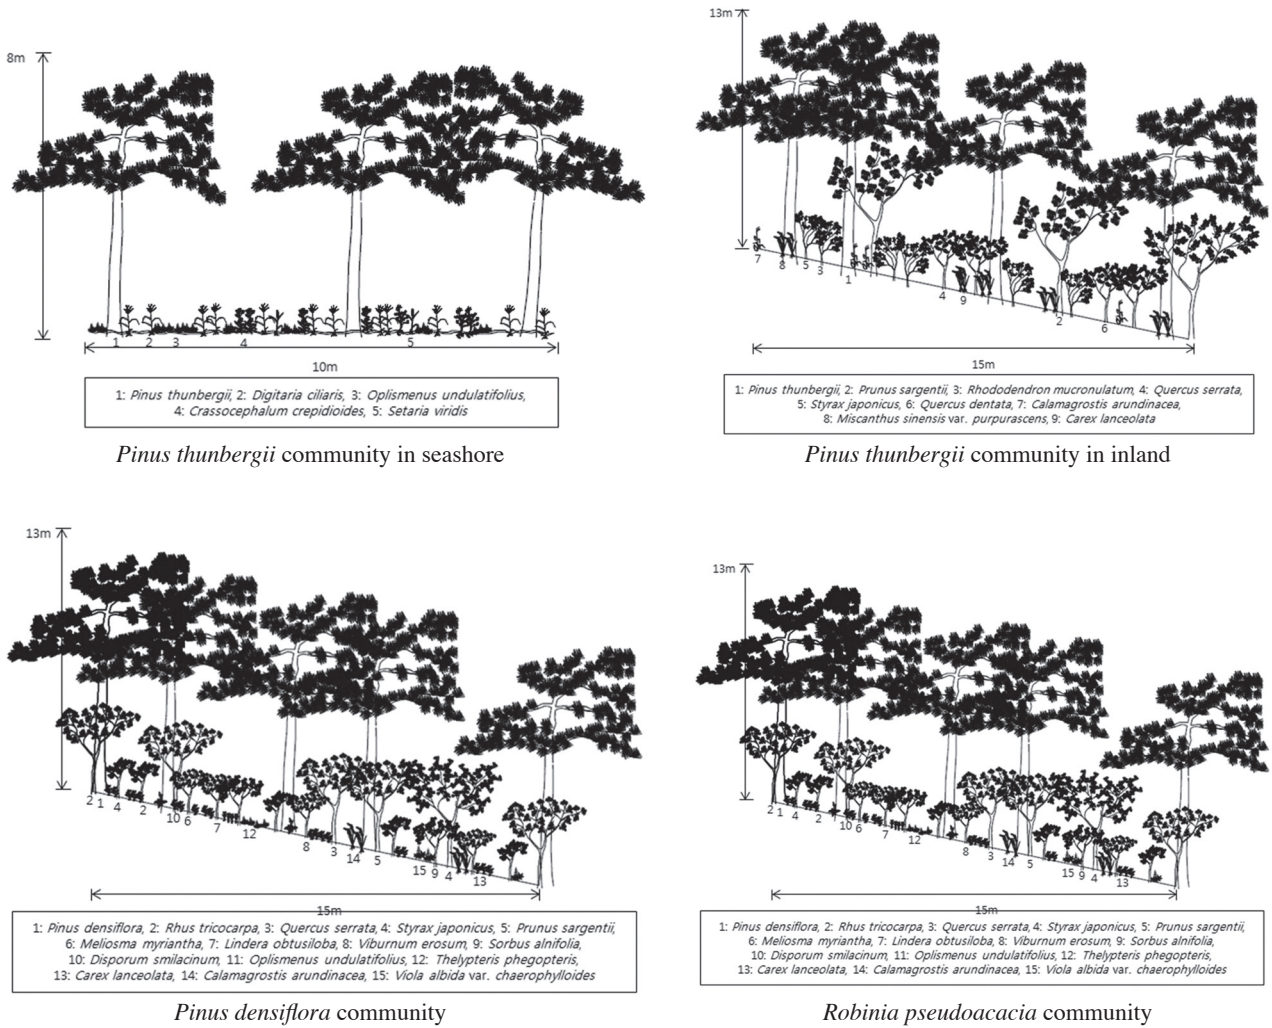 8m
1 2 3 4 5
10m
1: Pinus thunbergii, 2: Digitaria ciliaris, 3: Oplismenus undulatifolius,
4: Crassocephalum crepidioides, 5: Setaria viridis
Pinus thunbergii community in seashore
13m
7 8 5 3 1 4 9 2 6
15m
1: Pinus thunbergii, 2: Prunus sargentii, 3: Rhododendron mucronulatum, 4: Quercus serrata,
5: Styrax japonicus, 6: Quercus dentata, 7: Calamagrostis arundinacea,
8: Miscanthus sinensis var. purpurascens, 9: Carex lanceolata
Pinus thunbergii community in inland
13m
2 1 4 2 10 6 7 12 8 3 14 5 15 9 4 13
15m
1: Pinus densiflora, 2: Rhus tricocarpa, 3: Quercus serrata, 4: Styrax japonicus, 5: Prunus sargentii,
6: Meliosma myriantha, 7: Lindera obtusiloba, 8: Viburnum erosum, 9: Sorbus alnifolia,
10: Disporum smilacinum, 11: Oplismenus undulatifolius, 12: Thelypteris phegopteris,
13: Carex lanceolata, 14: Calamagrostis arundinacea, 15: Viola albida var. chaerophylloides
Pinus densiflora community
13m
2 1 4 2 10 6 7 12 8 3 14 5 15 9 4 13
15m
1: Pinus densiflora, 2: Rhus tricocarpa, 3: Quercus serrata, 4: Styrax japonicus, 5: Prunus sargentii,
6: Meliosma myriantha, 7: Lindera obtusiloba, 8: Viburnum erosum, 9: Sorbus alnifolia,
10: Disporum smilacinum, 11: Oplismenus undulatifolius, 12: Thelypteris phegopteris,
13: Carex lanceolata, 14: Calamagrostis arundinacea, 15: Viola albida var. chaerophylloides
Robinia pseudoacacia community